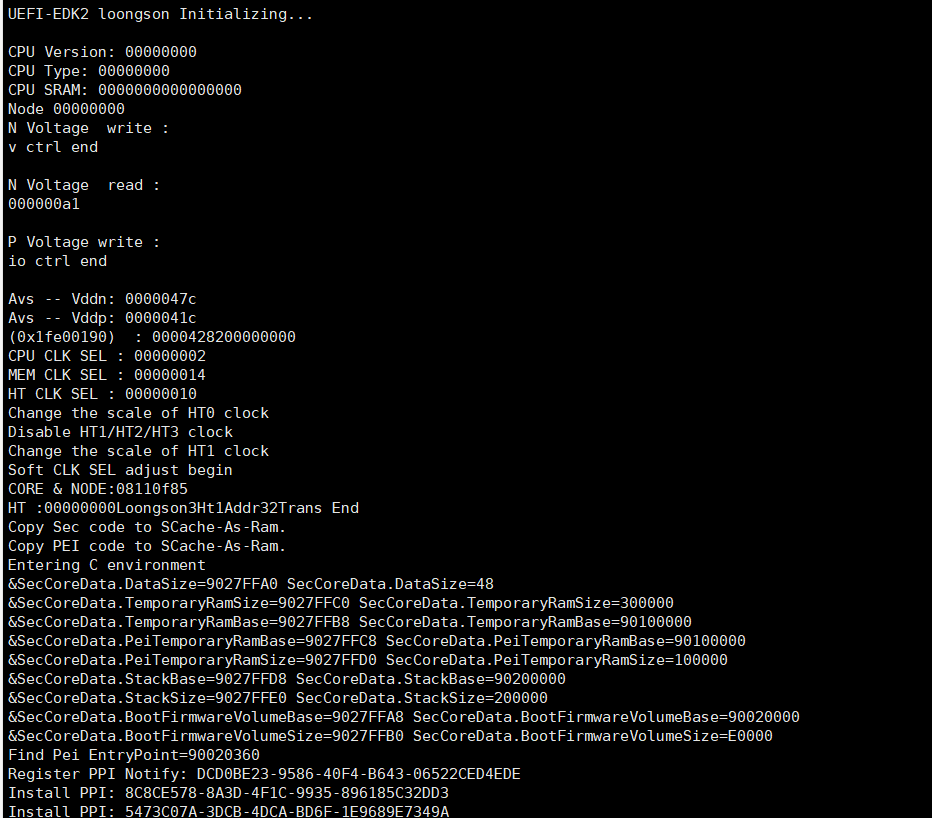 UEFI-EDK2 loongson Initializing...
CPU Version: 00000000
CPU Type: 00000000
CPU SRAM: 0000000000000000
Node 00000000
N Voltage  write :
v ctrl end
N Voltage  read :
000000a1
P Voltage write :
io ctrl end
Avs -- Vddn: 0000047c
Avs -- Vddp: 0000041c
(0x1fe00190)  : 0000428200000000
CPU CLK SEL : 00000002
MEM CLK SEL : 00000014
HT CLK SEL : 00000010
Change the scale of HT0 clock
Disable HT1/HT2/HT3 clock
Change the scale of HT1 clock
Soft CLK SEL adjust begin
CORE & NODE:08110f85
HT :00000000Loongson3Ht1Addr32Trans End
Copy Sec code to SCache-As-Ram.
Copy PEI code to SCache-As-Ram.
Entering C environment
&SecCoreData.DataSize=9027FFA0 SecCoreData.DataSize=48
&SecCoreData.TemporaryRamSize=9027FFC0 SecCoreData.TemporaryRamSize=300000
&SecCoreData.TemporaryRamBase=9027FFB8 SecCoreData.TemporaryRamBase=90100000
&SecCoreData.PeiTemporaryRamBase=9027FFC8 SecCoreData.PeiTemporaryRamBase=90100000
&SecCoreData.PeiTemporaryRamSize=9027FFD0 SecCoreData.PeiTemporaryRamSize=100000
&SecCoreData.StackBase=9027FFD8 SecCoreData.StackBase=90200000
&SecCoreData.StackSize=9027FFE0 SecCoreData.StackSize=200000
&SecCoreData.BootFirmwareVolumeBase=9027FFA8 SecCoreData.BootFirmwareVolumeBase=90020000
&SecCoreData.BootFirmwareVolumeSize=9027FFB0 SecCoreData.BootFirmwareVolumeSize=E0000
Find Pei EntryPoint=90020360
Register PPI Notify: DCD0BE23-9586-40F4-B643-06522CED4EDE
Install PPI: 8C8CE578-8A3D-4F1C-9935-896185C32DD3
Install PPI: 5473C07A-3DCB-4DCA-BD6F-1E9689E7349A